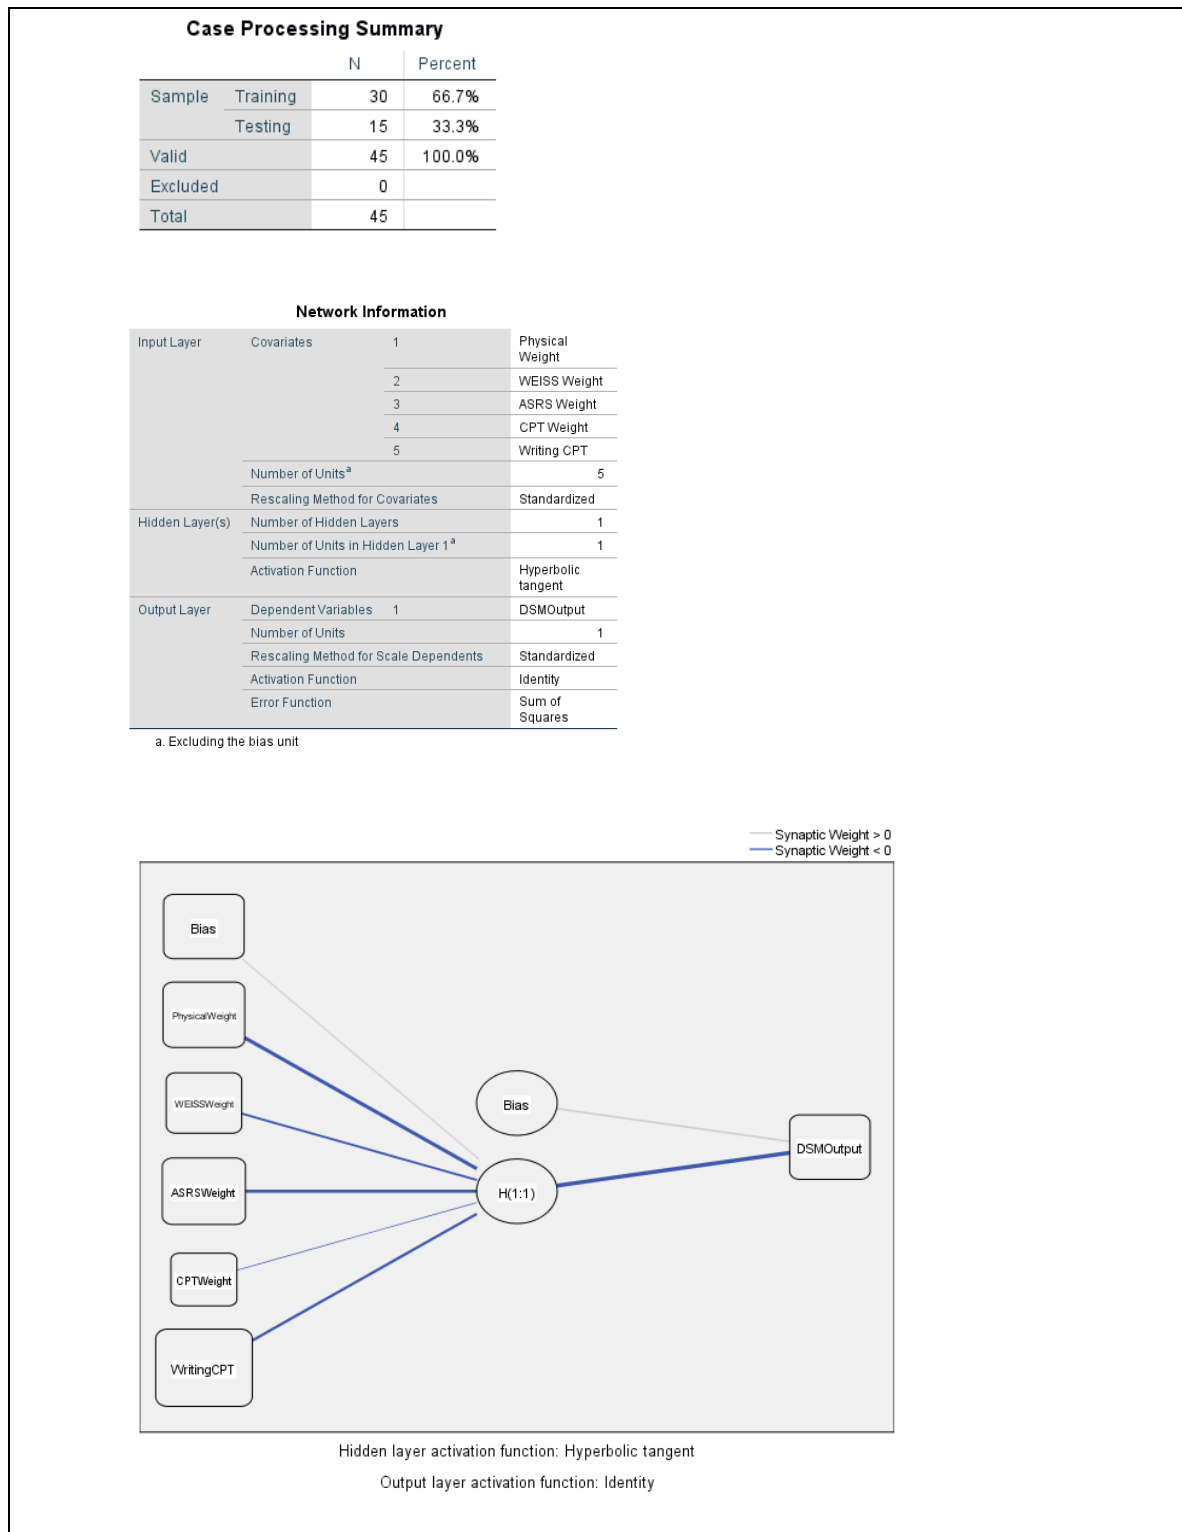 Case Processing Summary
N Percent
Sample Training 30 66.7%
Testing 15 33.3%
Valid 45 100.0%
Excluded 0
Total 45
Network Information
Input Layer Covariates 1 Physical
Weight
2 WEISS Weight
3 ASRS Weight
4 CPT Weight
5 Writing CPT
Number of Units a 5
Rescaling Method for Covariates Standardized
Hidden Layer(s) Number of Hidden Layers 1
Number of Units in Hidden Layer 1 a 1
Activation Function Hyperbolic
tangent
Output Layer Dependent Variables 1 DSMOutput
Number of Units 1
Rescaling Method for Scale Dependents Standardized
Activation Function Identity
Error Function Sum of
Squares
a. Excluding the bias unit
Synaptic Weight > 0
Synaptic Weight < 0
Bias
PhysicalWeight
WEISSWeight
Bias
DSMOutput
ASRSWeight
H(1:1)
CPTWeight
WritingCPT
Hidden layer activation function: Hyperbolic tangent
Output layer activation function: Identity